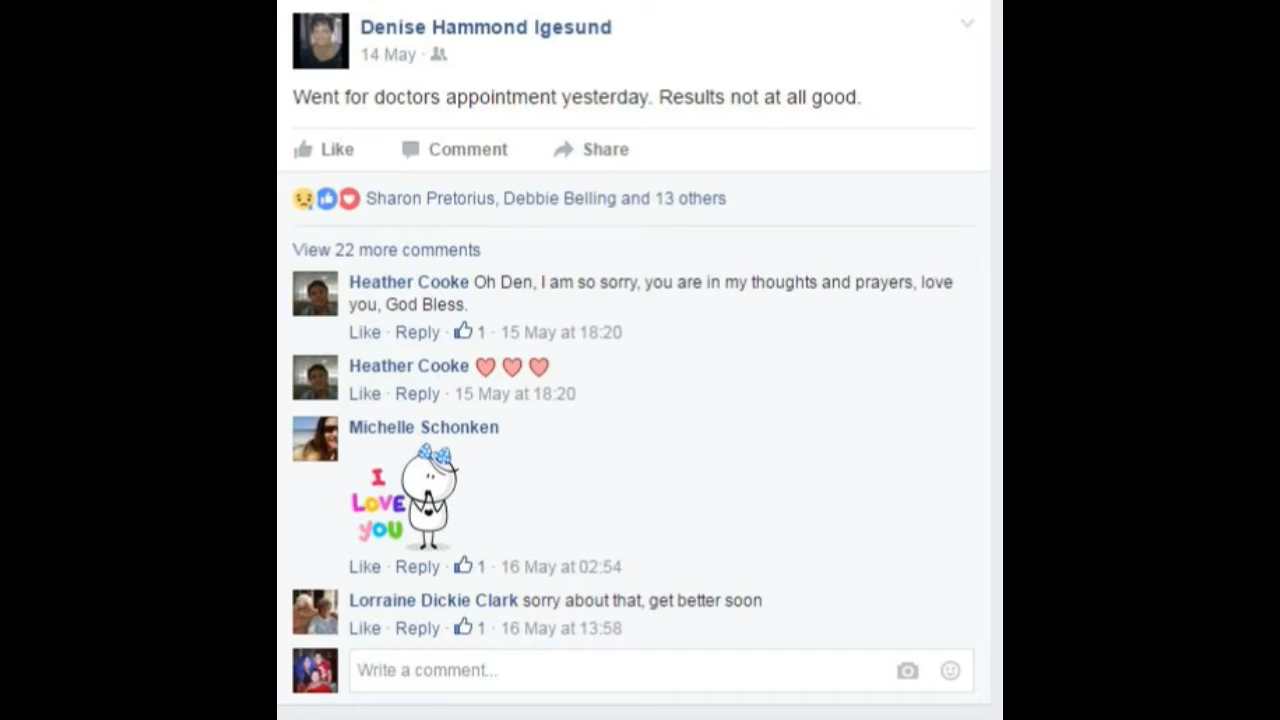 Denise Hammond Igesund
14 May ·
Went for doctors appointment yesterday. Results not at all good.
Like Comment Share
Sharon Pretorius, Debbie Belling and 13 others
View 22 more comments
Heather Cooke Oh Den, I am so sorry, you are in my thoughts and prayers, love
you, God Bless.
Like · Reply · 1 · 15 May at 18:20
Heather Cooke
Like · Reply · 15 May at 18:20
Michelle Schonken
I
LOVE
YOU
Like · Reply · 1 · 16 May at 02:54
Lorraine Dickie Clark sorry about that, get better soon
Like · Reply · 1 · 16 May at 13:58
Write a comment...